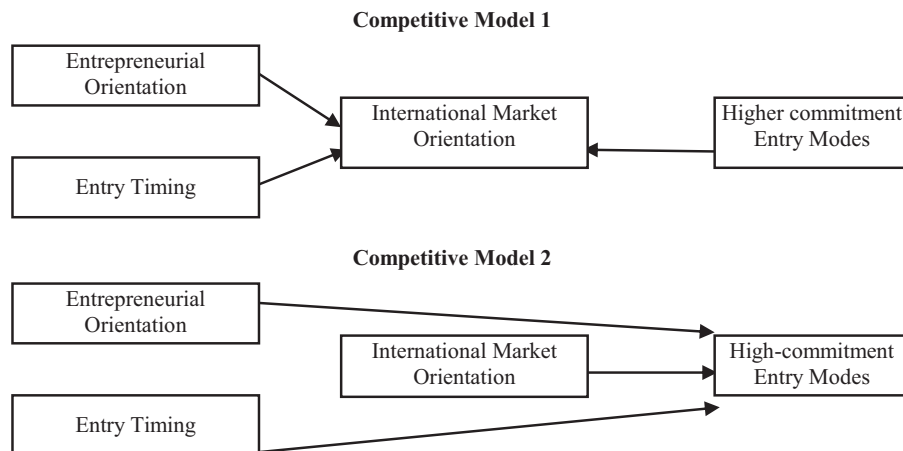 Competitive Model 1
Entrepreneurial
Orientation
International Market
Orientation
Higher commitment
Entry Modes
Entry Timing
Competitive Model 2
Entrepreneurial
Orientation
International Market
Orientation
High-commitment
Entry Modes
Entry Timing